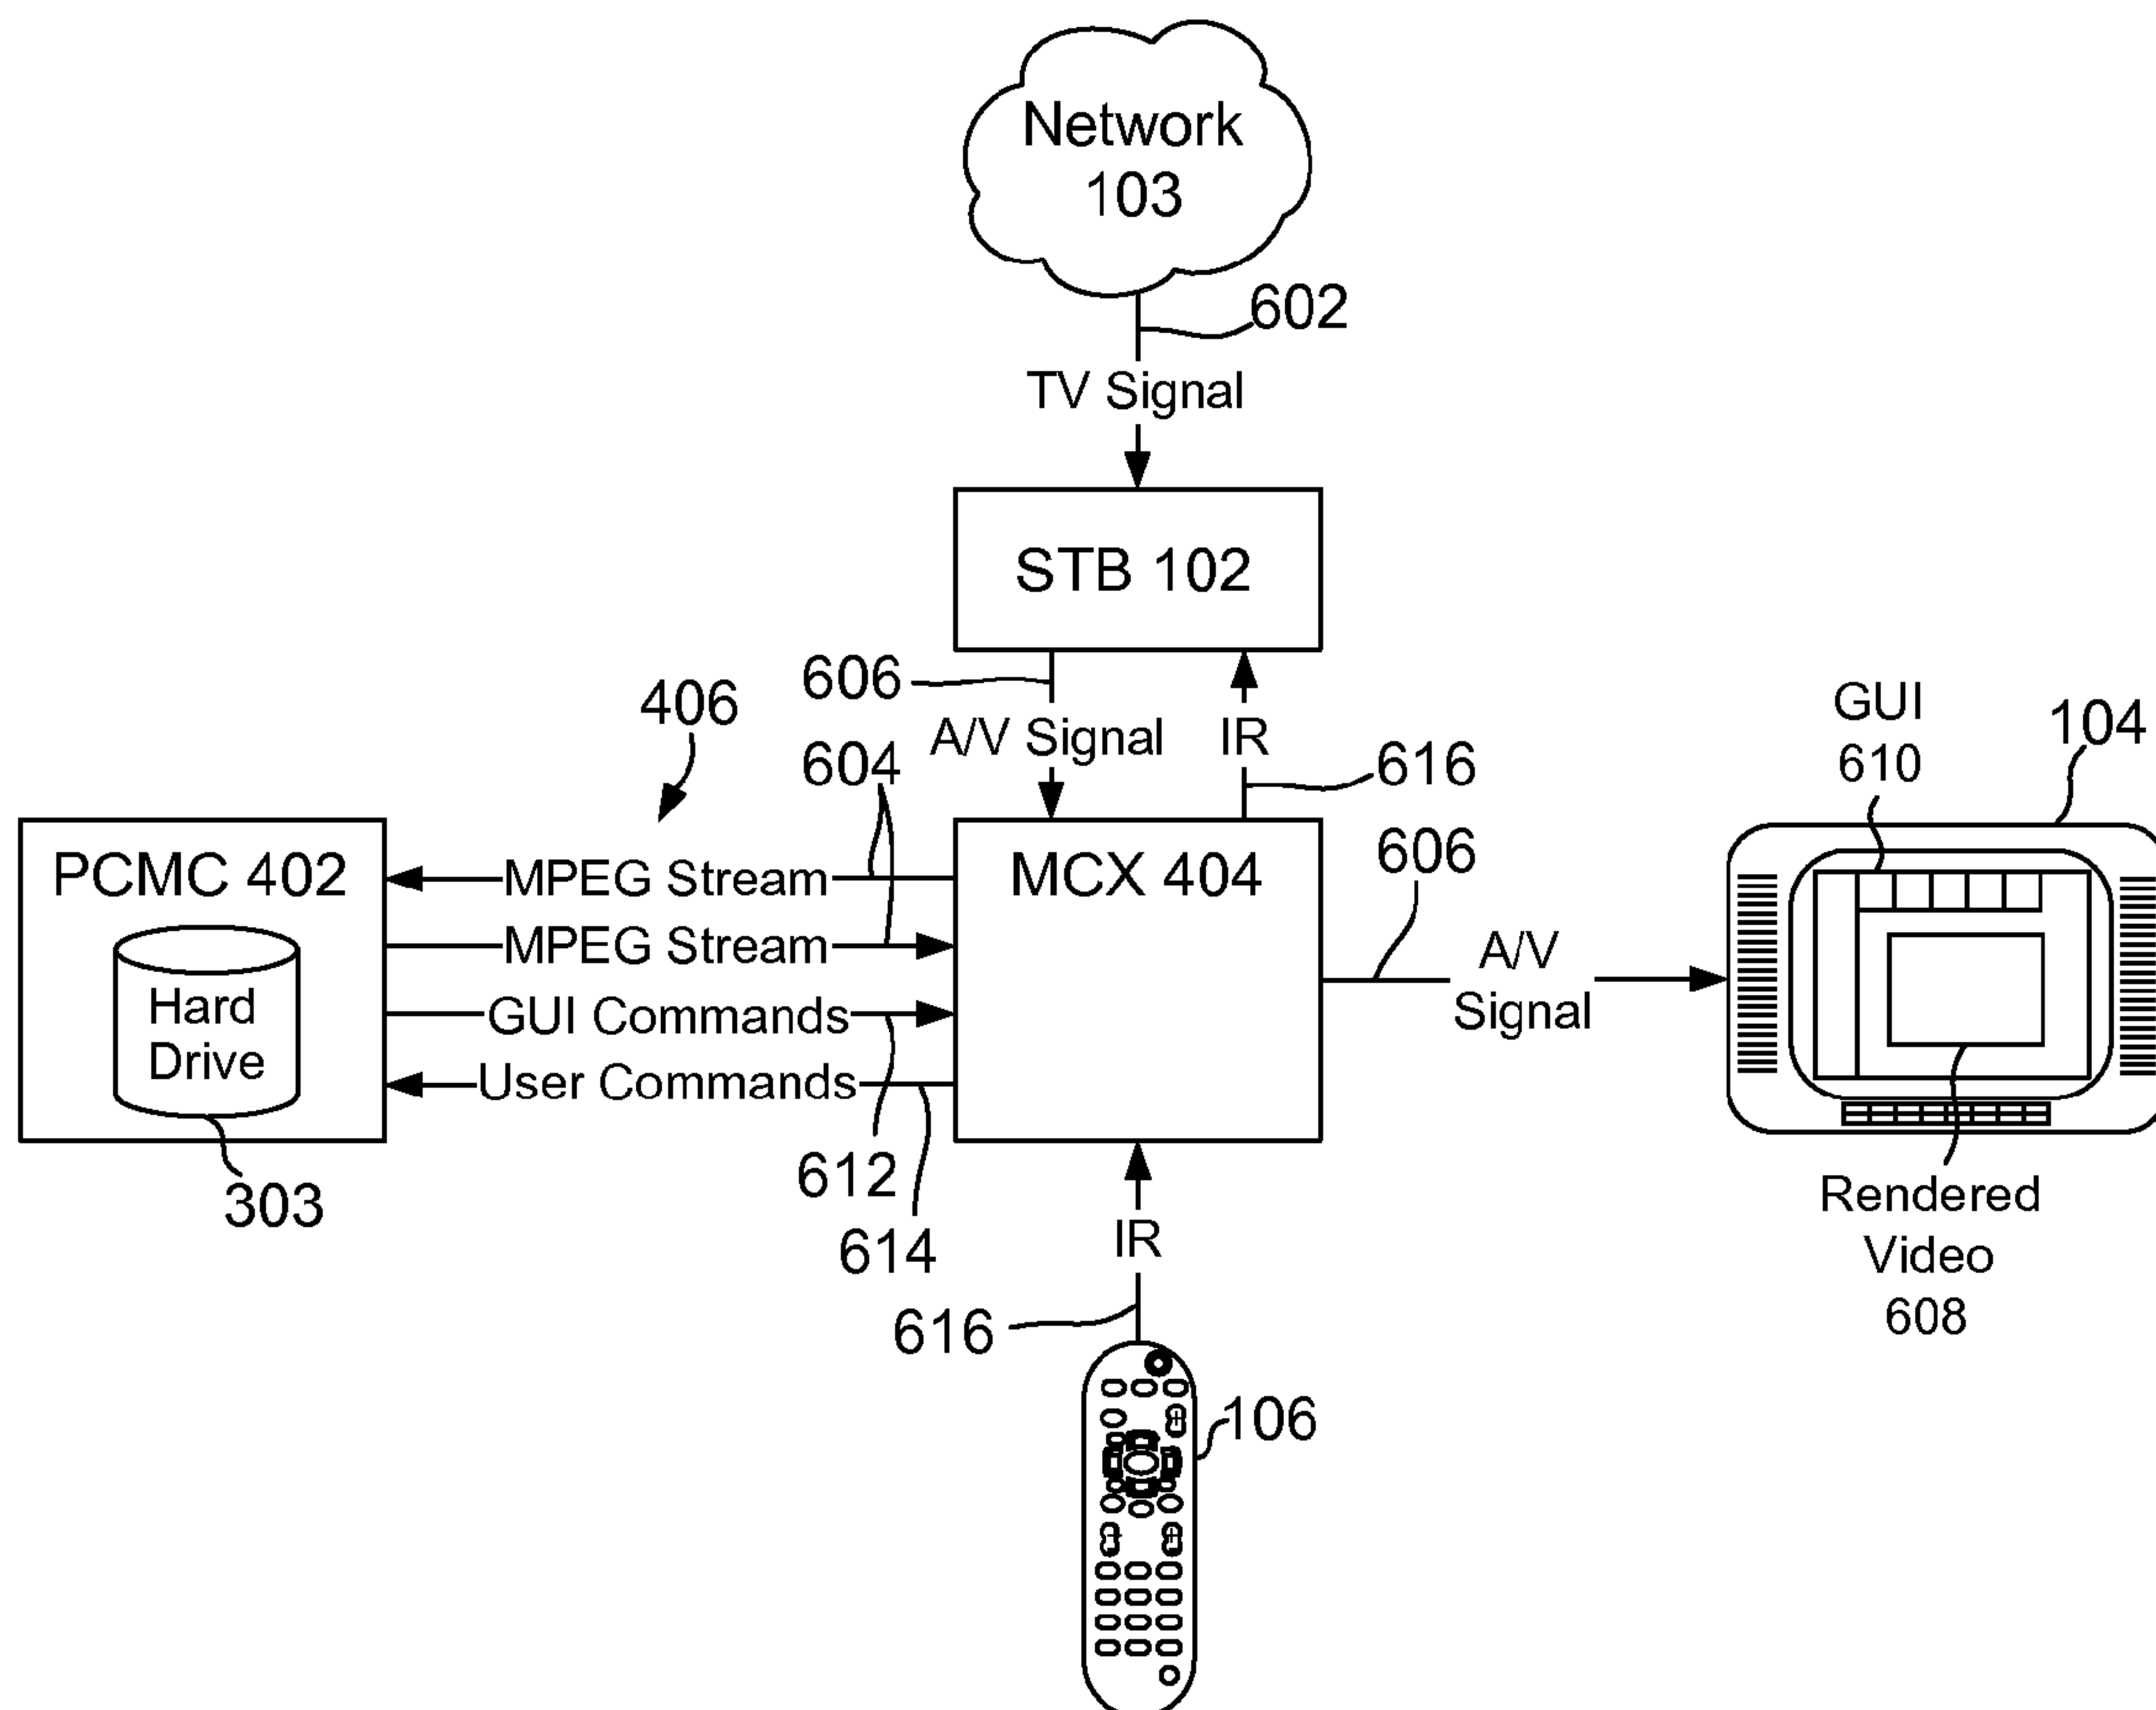 Network
103
602
TV Signal
STB 102
606
A/V Signal
IR
406
604
616
GUI
610
104
PCMC 402
MPEG Stream
MCX 404
606
MPEG Stream
A/V
Signal
Hard
Drive
GUI Commands
User Commands
303
612
614
IR
616
Rendered
Video
608
106